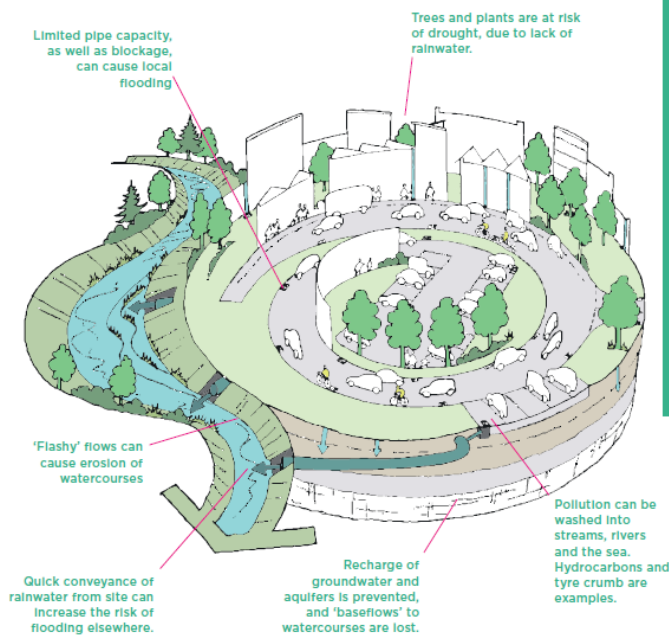 Limited pipe capacity,
as well as blockage,
can cause local
flooding
Trees and plants are at risk
of drought, due to lack of
rainwater.
'Flashy' flows can
cause erosion of
watercourses
Quick conveyance of
rainwater from site can
increase the risk of
flooding elsewhere.
Recharge of
groundwater and
aquifers is prevented,
and 'baseflows' to
watercourses are lost.
Pollution can be
washed into
streams, rivers
and the sea.
Hydrocarbons and
tyre crumb are
examples.